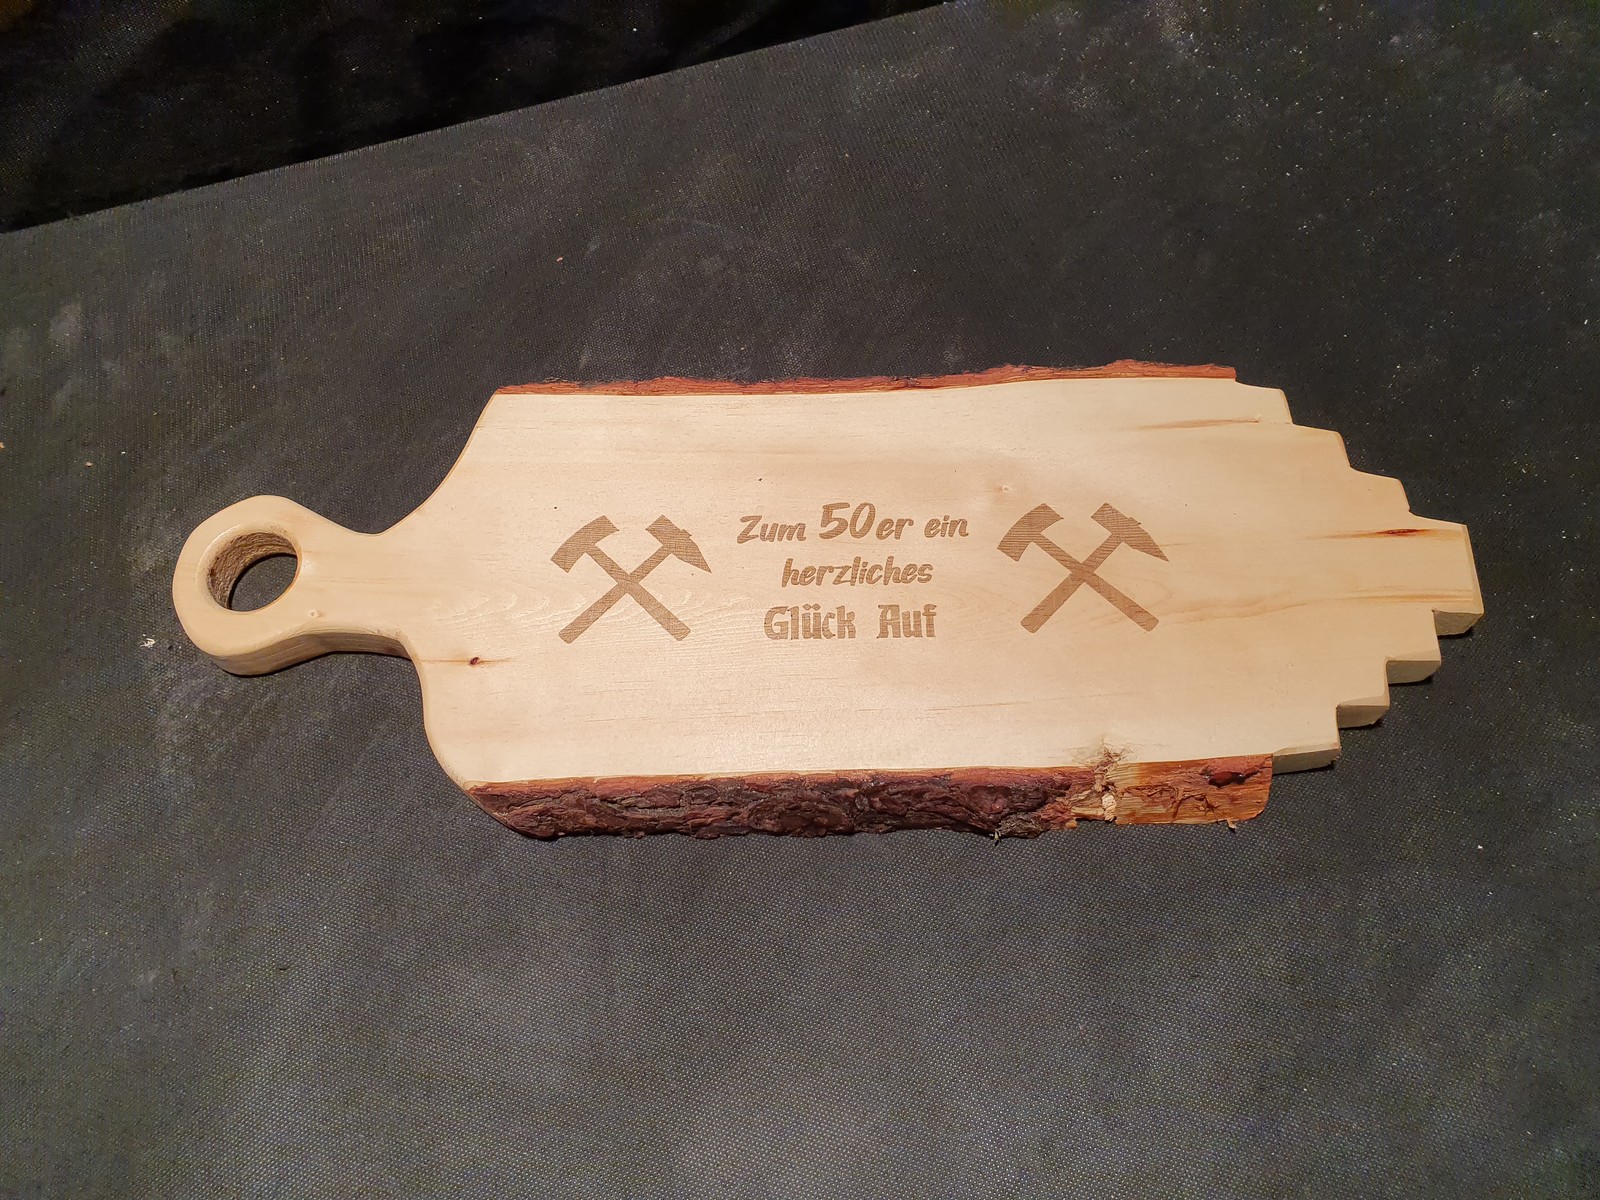 Zum 50er ein
herzliches
Glück Auf